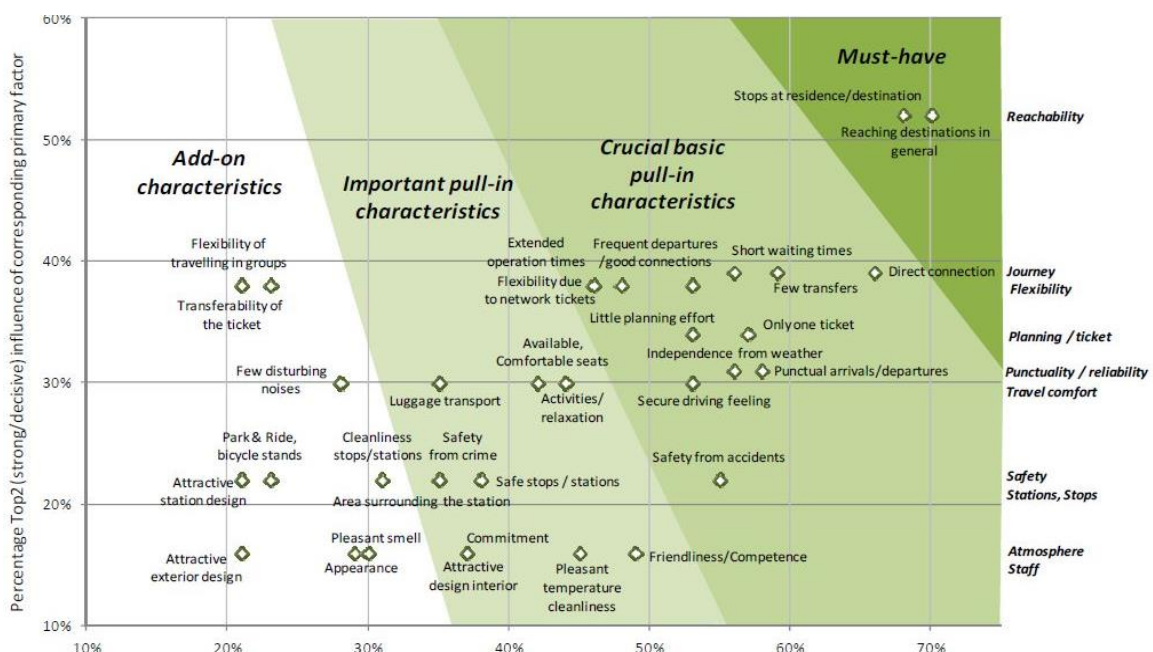 Percentage Top2 (strong/decisive) influence of corresponding primary factor
60%
50%
40%
30%
20%
10%
Must-have
Stops at residence/destination
Reaching destinations in
general
Reachability
Add-on
characteristics
Important pull-in
characteristics
Crucial basic
pull-in
characteristics
Flexibility of
travelling in groups
Transferability of
the ticket
Extended
operation times
Flexibility due
to network tickets
Frequent departures
/good connections
Short waiting times
Few transfers
Direct connection
Journey
Flexibility
Little planning effort
Only one ticket
Planning / ticket
Few disturbing
noises
Luggage transport
Available,
Comfortable seats
Activities/
relaxation
Independence from weather
Punctual arrivals/departures
Secure driving feeling
Punctuality / reliability
Travel comfort
Park & Ride,
bicycle stands
Attractive
station design
Cleanliness
stops/stations
Safety
from crime
Safe stops / stations
Area surrounding the station
Safety from accidents
Safety
Stations, Stops
Attractive
exterior design
Pleasant smell
Appearance
Commitment
Attractive
design interior
Pleasant
temperature
cleanliness
Friendliness/Competence
Atmosphere
Staff
10%
20%
30%
40%
50%
60%
70%